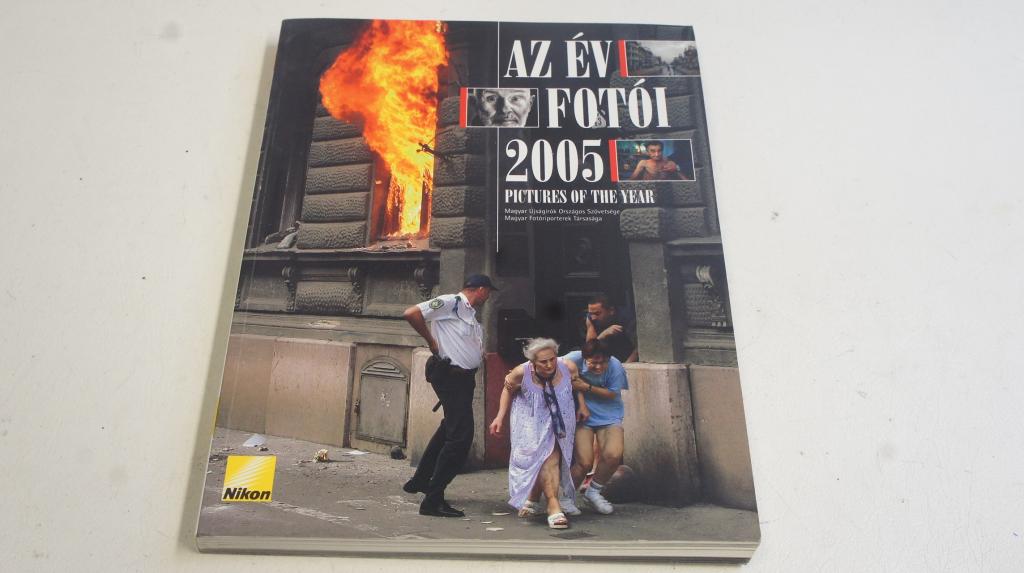 AZ ÉV
FOTÓI
2005
PICTURES OF THE YEAR
Magyar Újságírók Országos Szövetsége
Magyar Fotóriporterek Társasága
Nikon